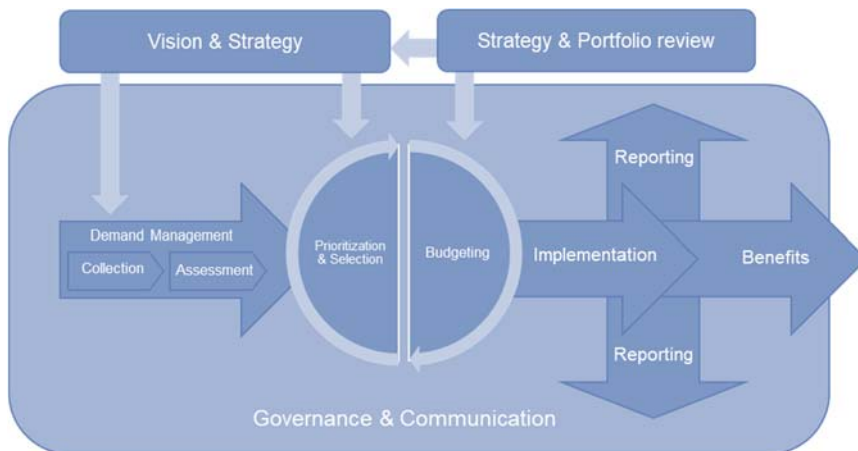 Vision & Strategy
Strategy & Portfolio review
Reporting
Demand Management
Collection
Assessment
Prioritization
& Selection
Budgeting
Implementation
Benefits
Reporting
Governance & Communication